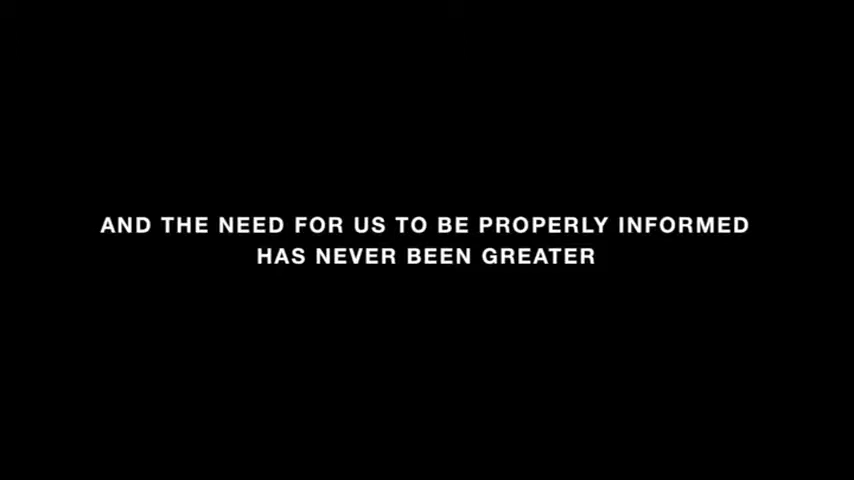 AND THE NEED FOR US TO BE PROPERLY INFORMED
HAS NEVER BEEN GREATER